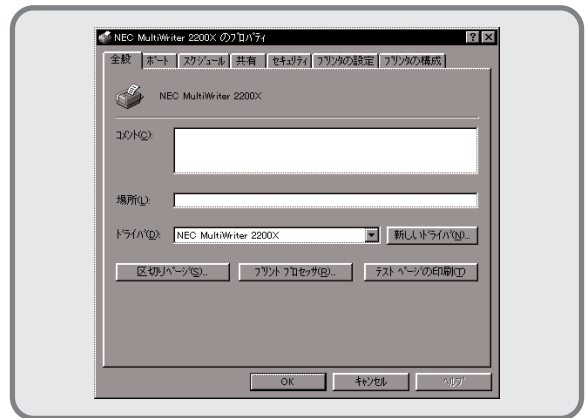 NEC MultiWriter 2200X のﾌﾟﾛﾊﾟﾃｨ
全般 ﾎﾟｰﾄ ｽｹｼﾞｭｰﾙ 共有 ｾｷｭﾘﾃｨ ﾌﾟﾘﾝﾀの設定 ﾌﾟﾘﾝﾀの構成
NEC MultiWriter 2200X
ｺﾒﾝﾄ(C):
場所(L):
ﾄﾞﾗｲﾊﾞ(D): NEC MultiWriter 2200X 新しいﾄﾞﾗｲﾊﾞ(N)...
区切りﾍﾟｰｼﾞ(S)... ﾌﾟﾘﾝﾄ ﾌﾟﾛｾｯｻ(R)... ﾃｽﾄ ﾍﾟｰｼﾞの印刷(T)
OK ｷｬﾝｾﾙ ﾍﾙﾌﾟ